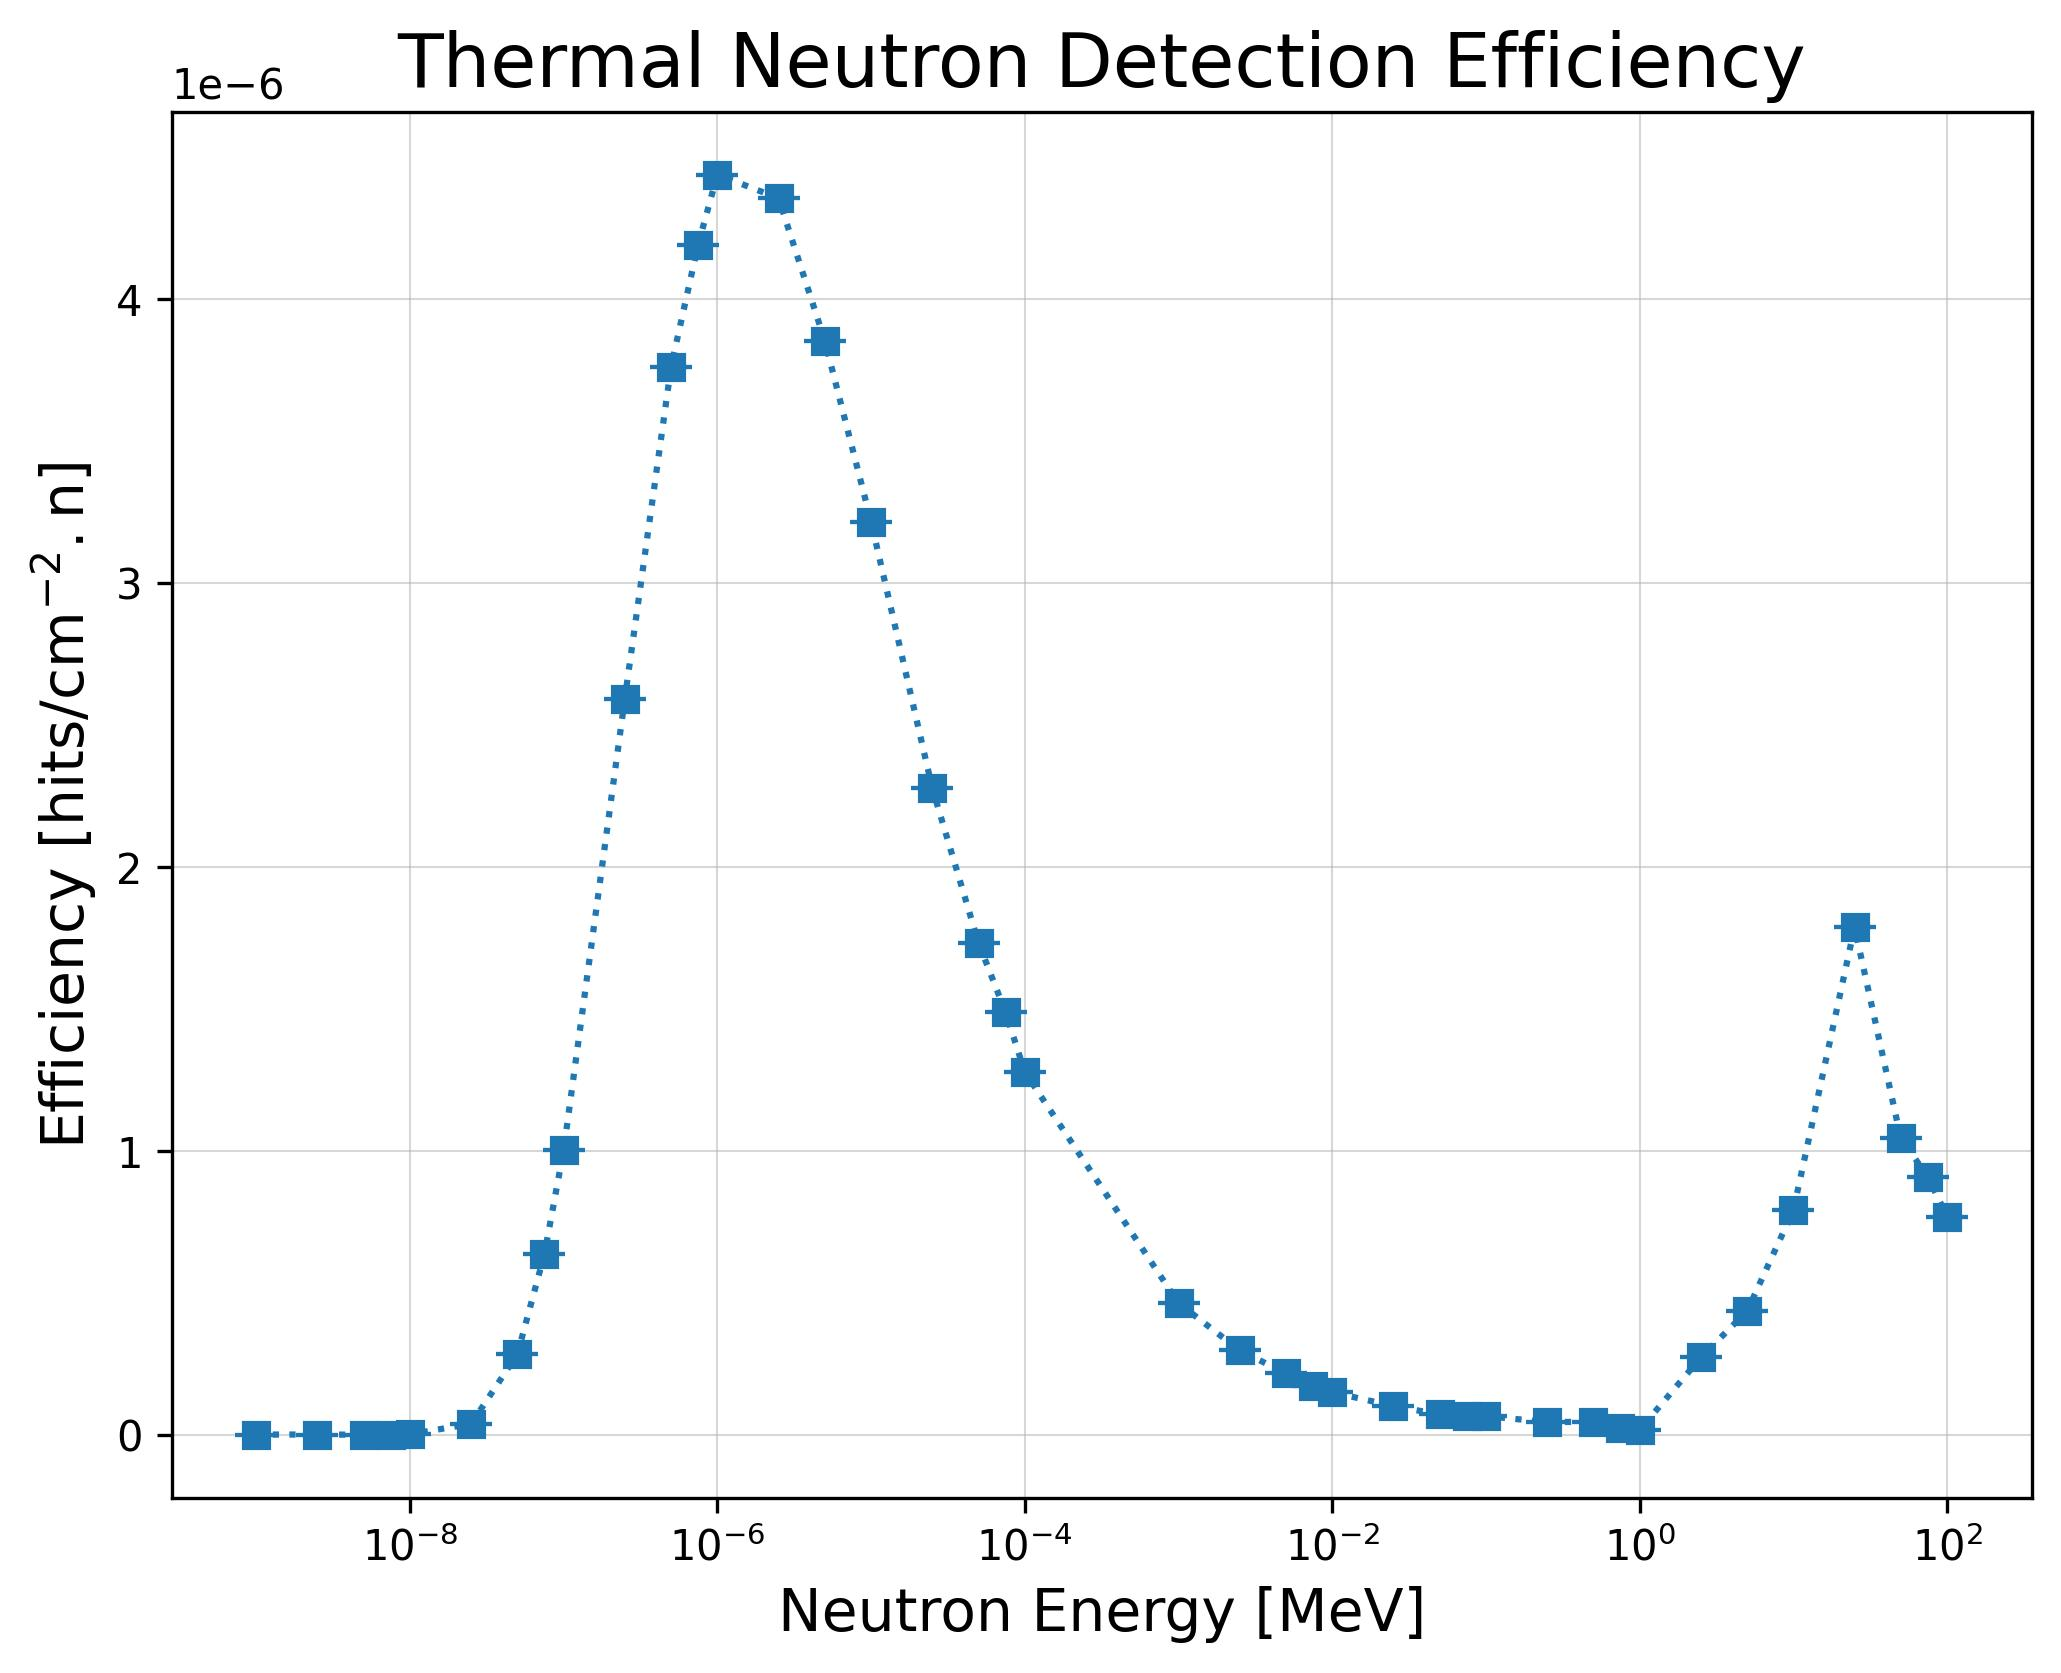 Thermal Neutron Detection Efficiency
1e−6
Efficiency [hits/cm⁻².n]
4
3
2
1
0
10⁻⁸ 10⁻⁶ 10⁻⁴ 10⁻² 10⁰ 10²
Neutron Energy [MeV]